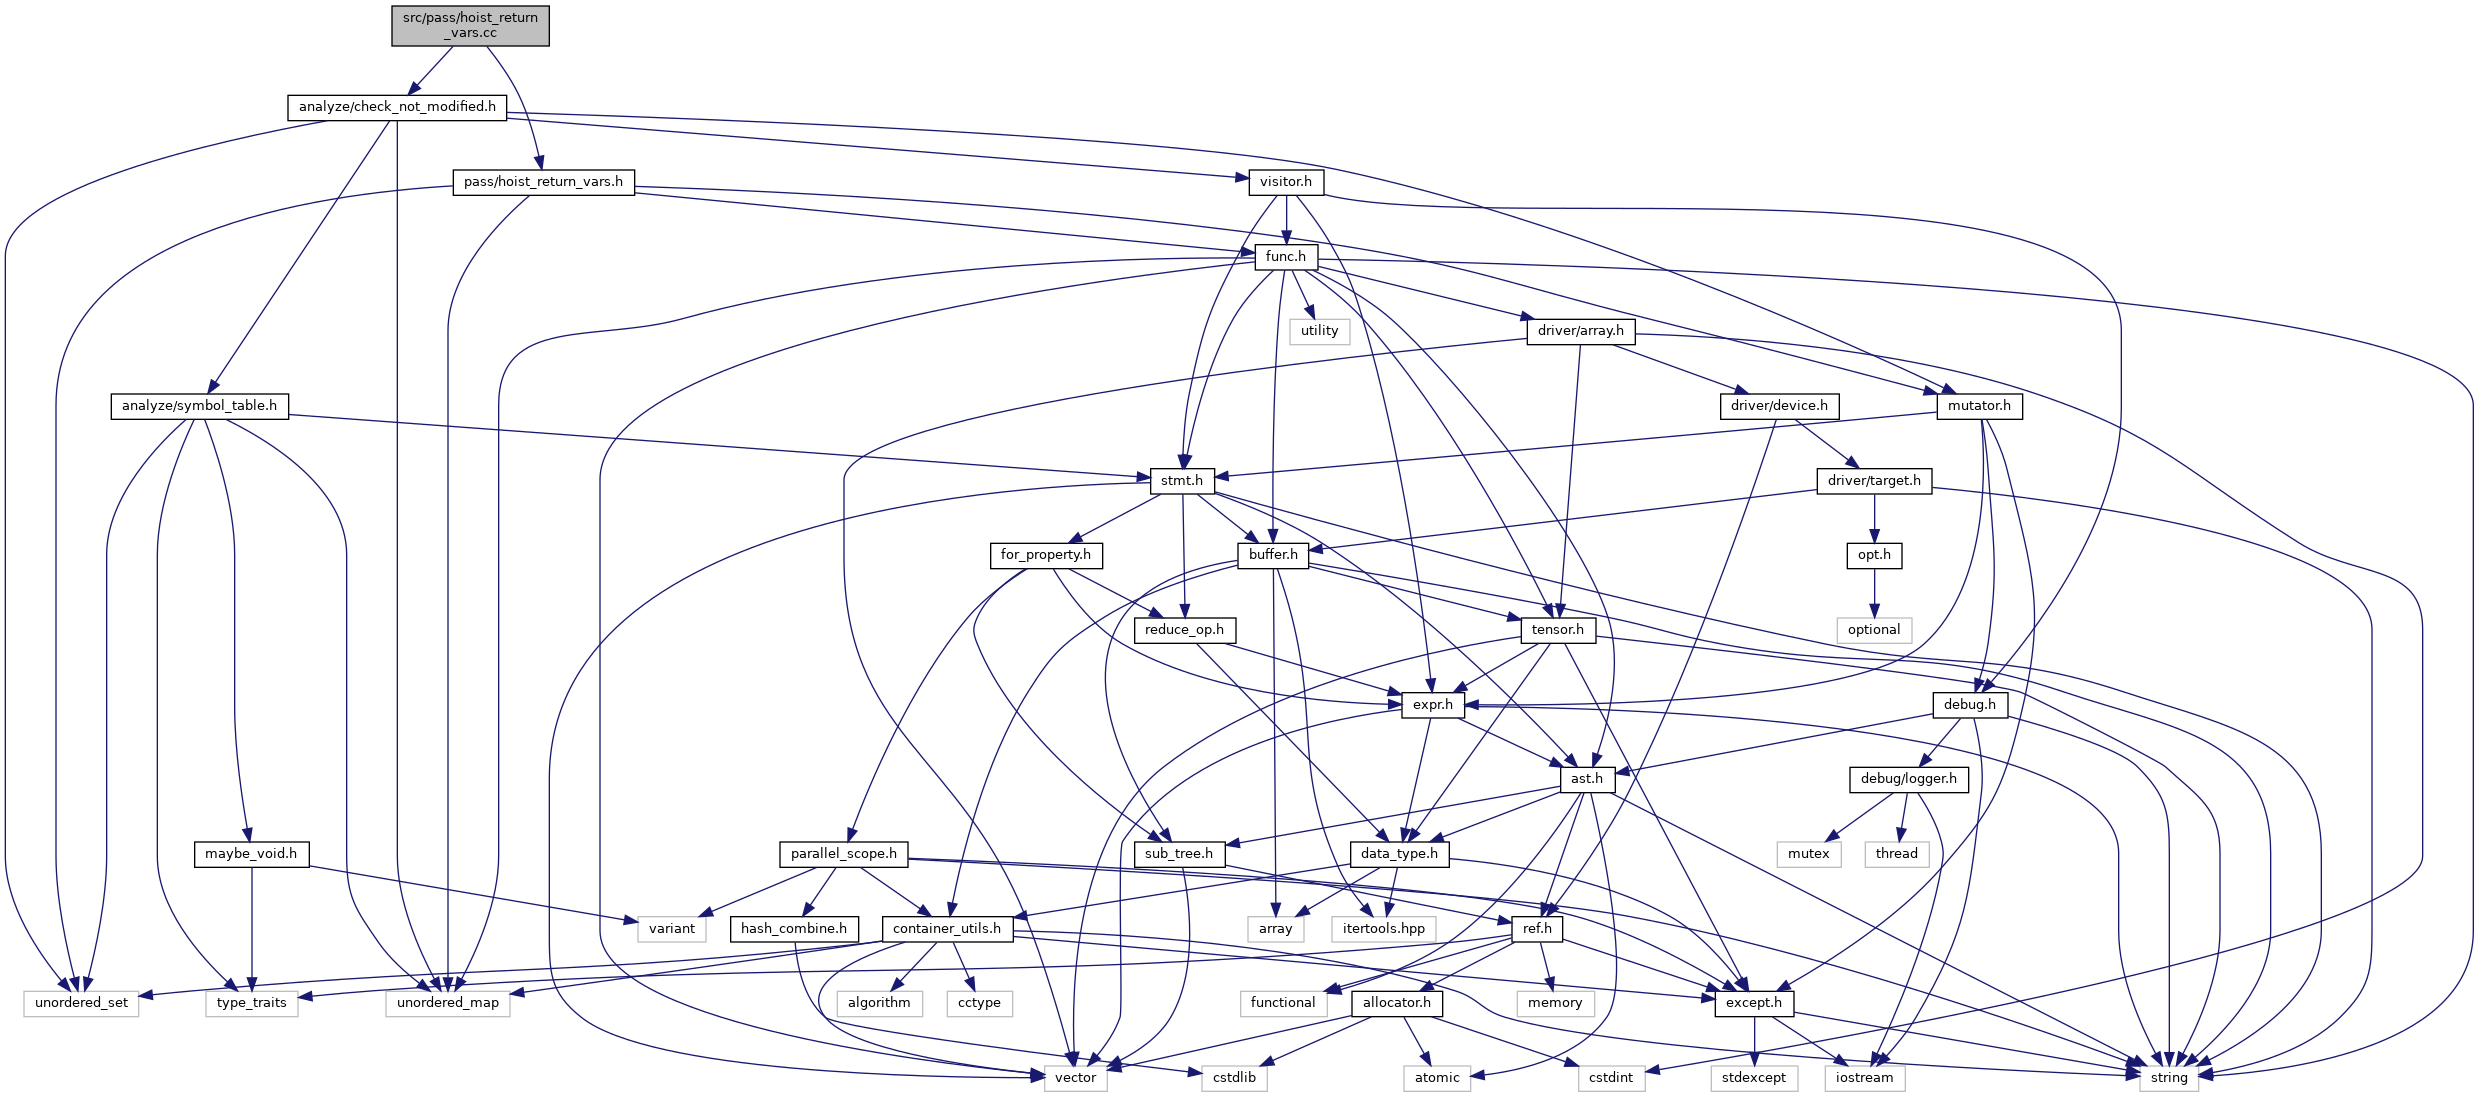 src/pass/hoist_return
_vars.cc
analyze/check_not_modified.h
pass/hoist_return_vars.h
visitor.h
func.h
utility
driver/array.h
analyze/symbol_table.h
driver/device.h
mutator.h
stmt.h
driver/target.h
for_property.h
buffer.h
opt.h
reduce_op.h
tensor.h
optional
expr.h
debug.h
ast.h
debug/logger.h
maybe_void.h
parallel_scope.h
sub_tree.h
data_type.h
mutex
thread
variant
hash_combine.h
container_utils.h
array
itertools.hpp
ref.h
unordered_set
type_traits
unordered_map
algorithm
cctype
functional
allocator.h
memory
except.h
vector
cstdlib
atomic
cstdint
stdexcept
iostream
string